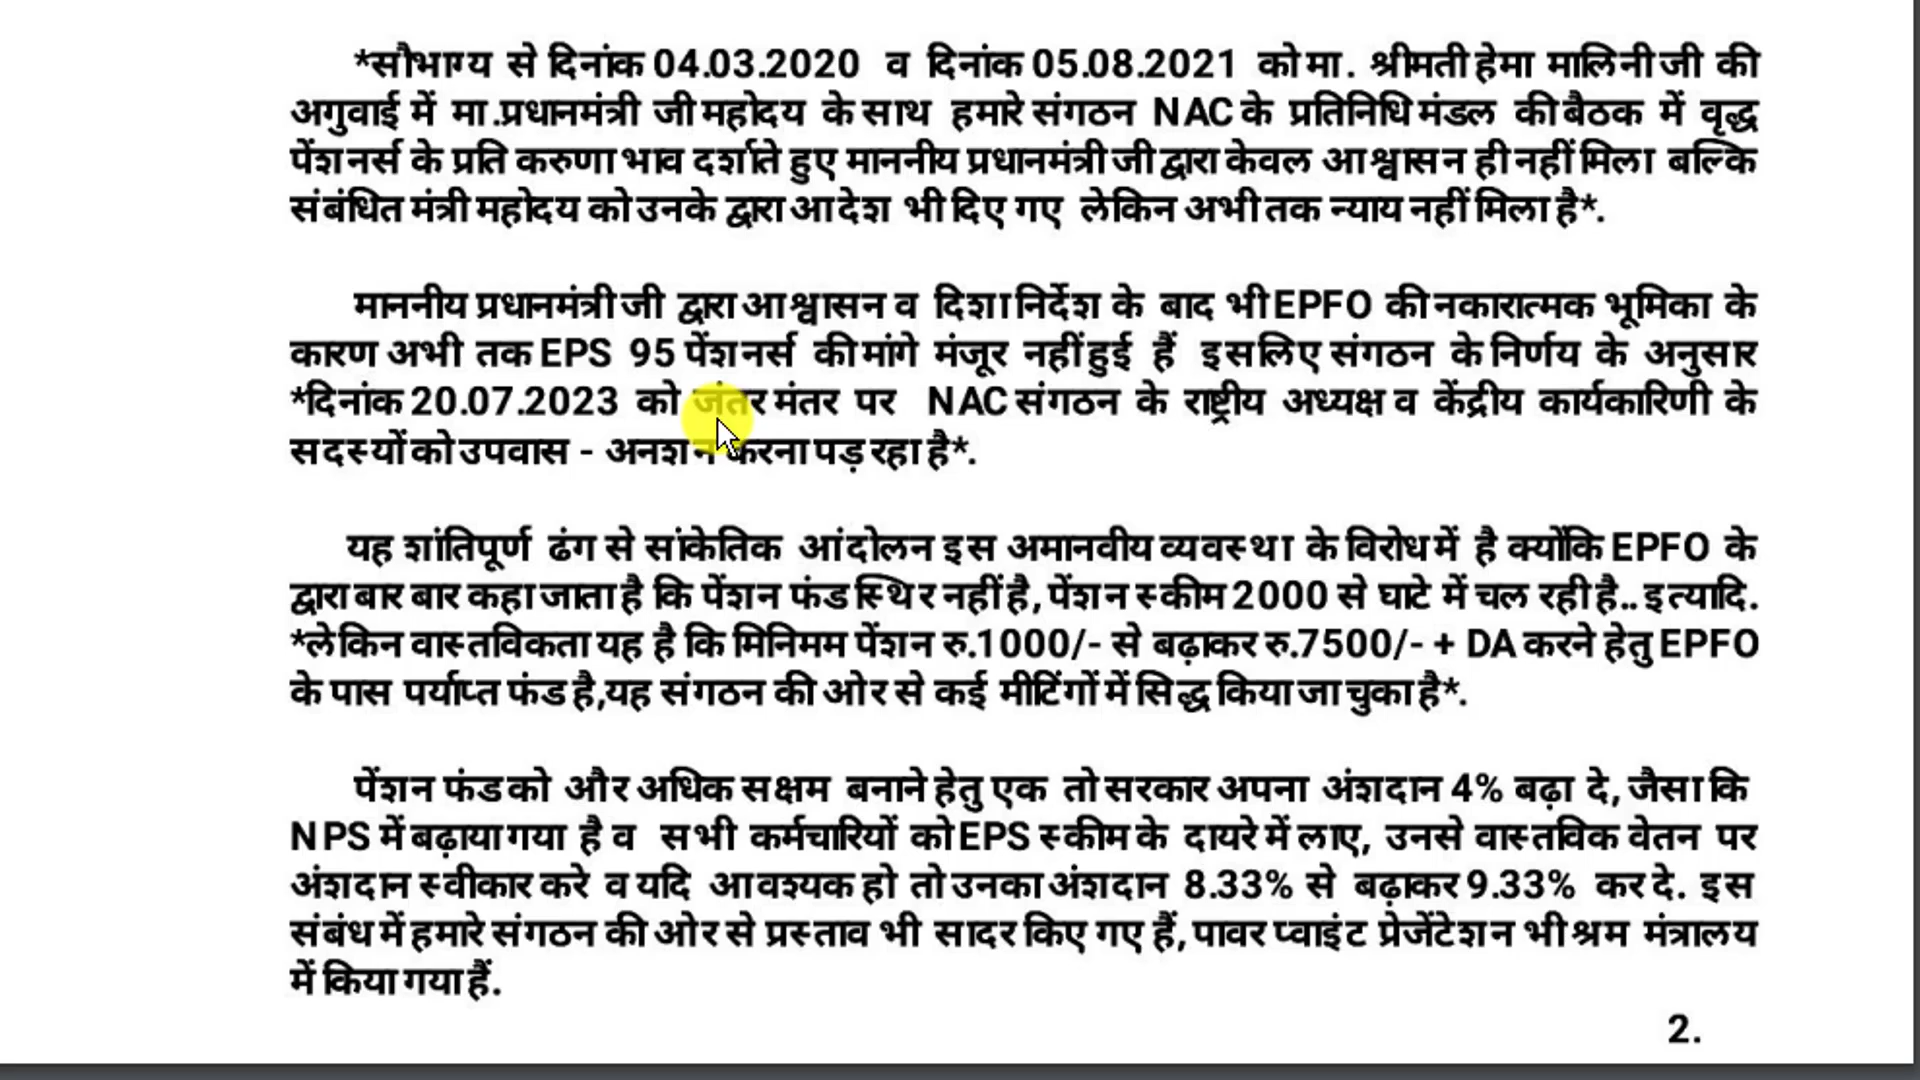 *सौभाग्य से दिनांक 04.03.2020 व दिनांक 05.08.2021 को मा. श्रीमती हेमा मालिनी जी की
अगुवाई में मा.प्रधानमंत्री जी महोदय के साथ हमारे संगठन NAC के प्रतिनिधि मंडल की बैठक में वृद्ध
पेंशनर्स के प्रति करुणा भाव दर्शाते हुए माननीय प्रधानमंत्री जी द्वारा केवल आश्वासन ही नहीं मिला बल्कि
संबंधित मंत्री महोदय को उनके द्वारा आदेश भी दिए गए लेकिन अभी तक न्याय नहीं मिला है*.
माननीय प्रधानमंत्री जी द्वारा आश्वासन व दिशा निर्देश के बाद भी EPFO की नकारात्मक भूमिका के
कारण अभी तक EPS 95 पेंशनर्स की मांगे मंजूर नहीं हुई हैं इसलिए संगठन के निर्णय के अनुसार
*दिनांक 20.07.2023 को जंतर मंतर पर NAC संगठन के राष्ट्रीय अध्यक्ष व केंद्रीय कार्यकारिणी के
सदस्यों को उपवास - अनशन करना पड़ रहा है*.
यह शांतिपूर्ण ढंग से सांकेतिक आंदोलन इस अमानवीय व्यवस्था के विरोध में है क्योंकि EPFO के
द्वारा बार बार कहा जाता है कि पेंशन फंड स्थिर नहीं है, पेंशन स्कीम 2000 से घाटे में चल रही है.. इत्यादि.
*लेकिन वास्तविकता यह है कि मिनिमम पेंशन रु.1000/- से बढ़ाकर रु.7500/- + DA करने हेतु EPFO
के पास पर्याप्त फंड है,यह संगठन की ओर से कई मीटिंगों में सिद्ध किया जा चुका है*.
पेंशन फंड को और अधिक सक्षम बनाने हेतु एक तो सरकार अपना अंशदान 4% बढ़ा दे, जैसा कि
NPS में बढ़ाया गया है व सभी कर्मचारियों को EPS स्कीम के दायरे में लाए, उनसे वास्तविक वेतन पर
अंशदान स्वीकार करे व यदि आवश्यक हो तो उनका अंशदान 8.33% से बढ़ाकर 9.33% कर दे. इस
संबंध में हमारे संगठन की ओर से प्रस्ताव भी सादर किए गए हैं, पावर प्वाइंट प्रेजेंटेशन भी श्रम मंत्रालय
में किया गया हैं.
2.